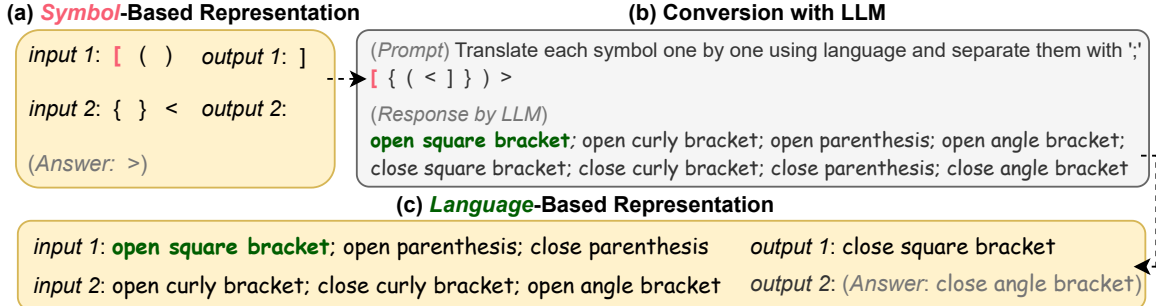 (a) Symbol-Based Representation
input 1: [ ( ) output 1: ]
input 2: { } < output 2:
(Answer: >)
(b) Conversion with LLM
(Prompt) Translate each symbol one by one using language and separate them with ';'
[ { ( < ] } ) >
(Response by LLM)
open square bracket; open curly bracket; open parenthesis; open angle bracket;
close square bracket; close curly bracket; close parenthesis; close angle bracket
(c) Language-Based Representation
input 1: open square bracket; open parenthesis; close parenthesis output 1: close square bracket
input 2: open curly bracket; close curly bracket; open angle bracket output 2: (Answer: close angle bracket)